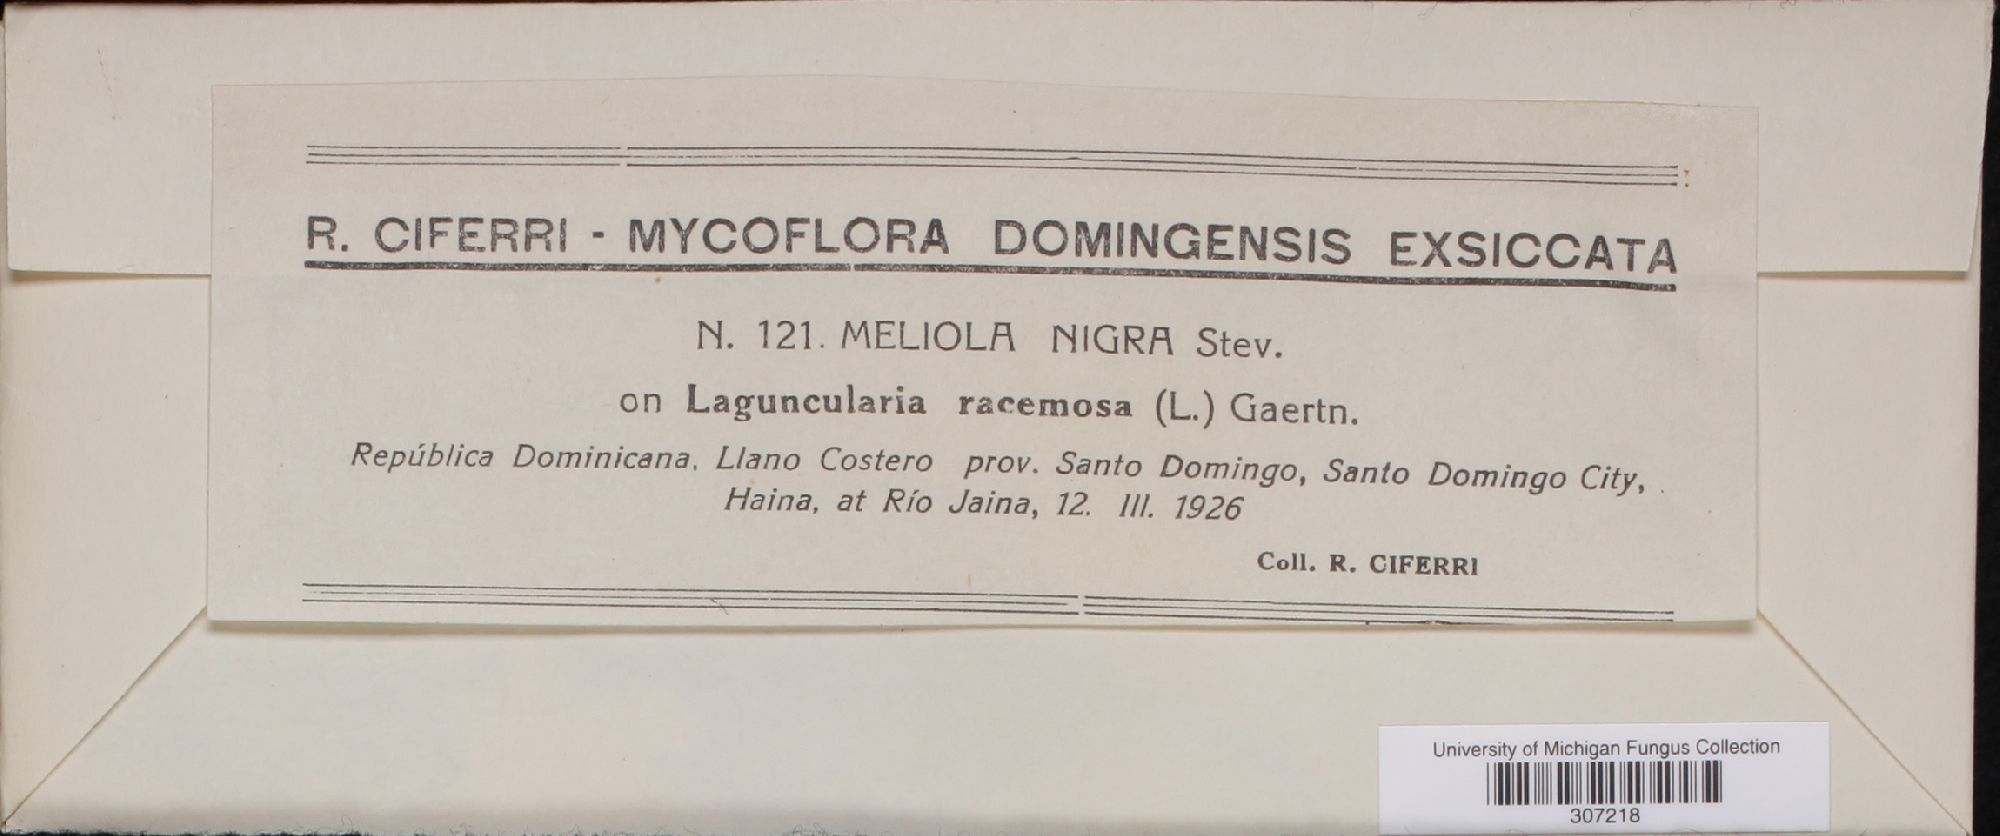 R. CIFERRI - MYCOFLORA DOMINGENSIS EXSICCATA
N. 121. MELIOLA NIGRA Stev.
on Laguncularia racemosa (L.) Gaertn.
República Dominicana, Llano Costero prov. Santo Domingo, Santo Domingo City,
Haina, at Río Jaina, 12. III. 1926
Coll. R. CIFERRI
University of Michigan Fungus Collection
307218